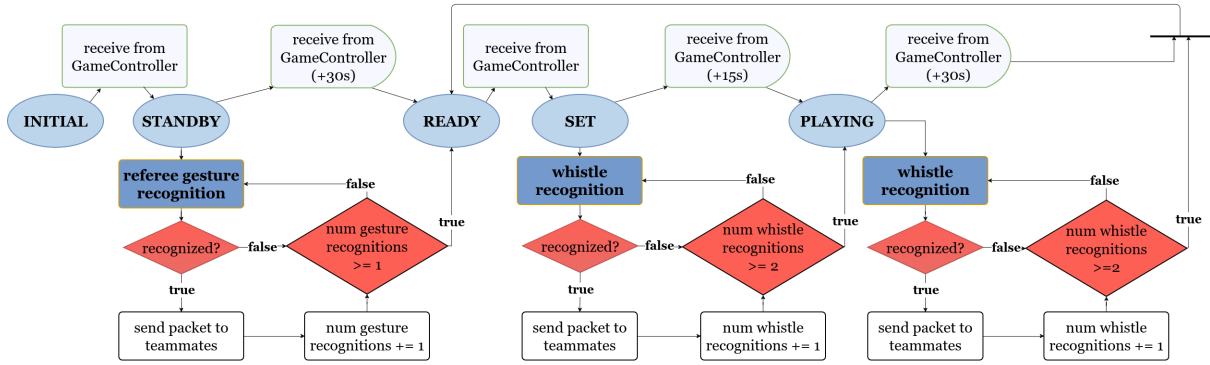 receive from
GameController
receive from
GameController
(+30s)
receive from
GameController
receive from
GameController
(+15s)
receive from
GameController
(+30s)
INITIAL
STANDBY
READY
SET
PLAYING
referee gesture
recognition
false
whistle
recognition
false
whistle
recognition
false
recognized?
false
num gesture
recognitions
>= 1
true
recognized?
false
num whistle
recognitions
>= 2
true
recognized?
false
num whistle
recognitions
>=2
true
true
true
true
send packet to
teammates
num gesture
recognitions += 1
send packet to
teammates
num whistle
recognitions += 1
send packet to
teammates
num whistle
recognitions += 1